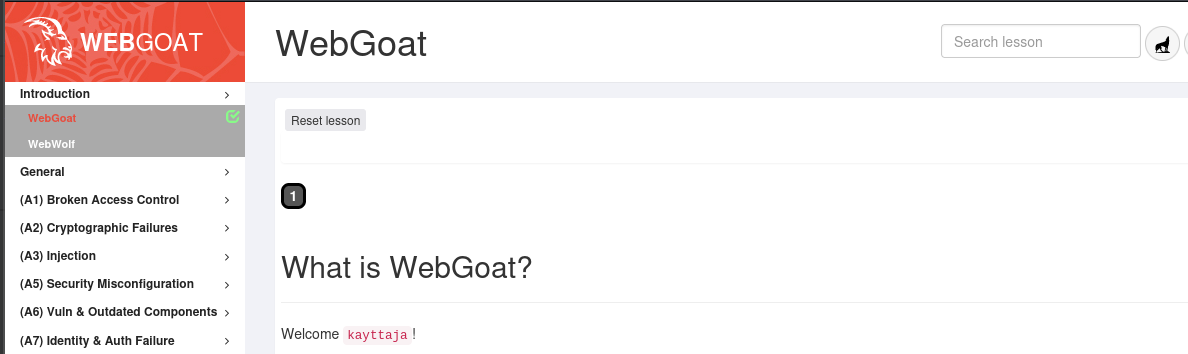 WEBGOAT
WebGoat
Search lesson
Introduction
WebGoat
WebWolf
General
(A1) Broken Access Control
(A2) Cryptographic Failures
(A3) Injection
(A5) Security Misconfiguration
(A6) Vuln & Outdated Components
(A7) Identity & Auth Failure
Reset lesson
1
What is WebGoat?
Welcome kayttaja!